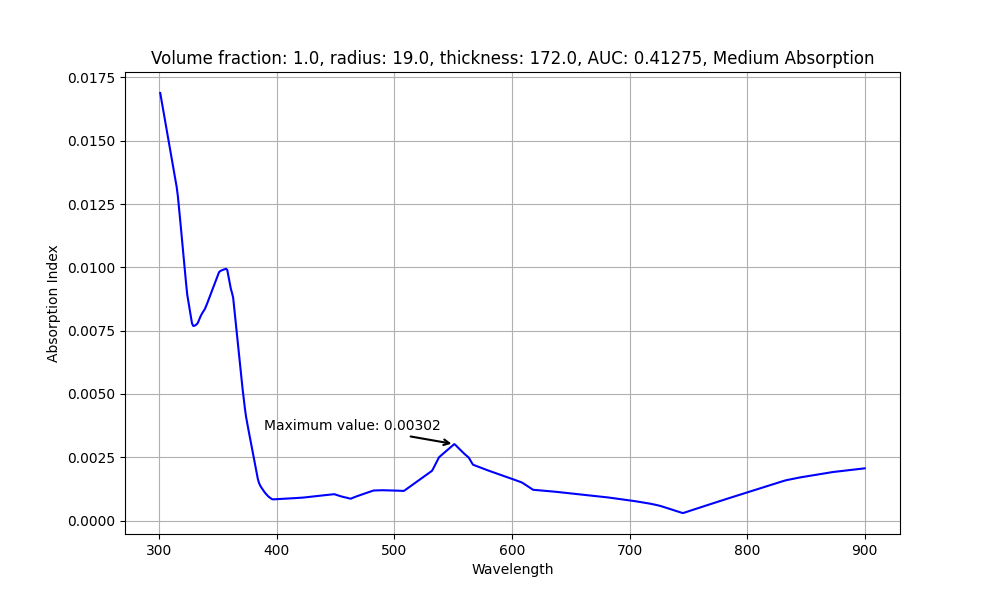 Volume fraction: 1.0, radius: 19.0, thickness: 172.0, AUC: 0.41275, Medium Absorption
0.0175
0.0150
0.0125
0.0100
0.0075
0.0050
0.0025
0.0000
Absorption Index
Maximum value: 0.00302
300 400 500 600 700 800 900
Wavelength